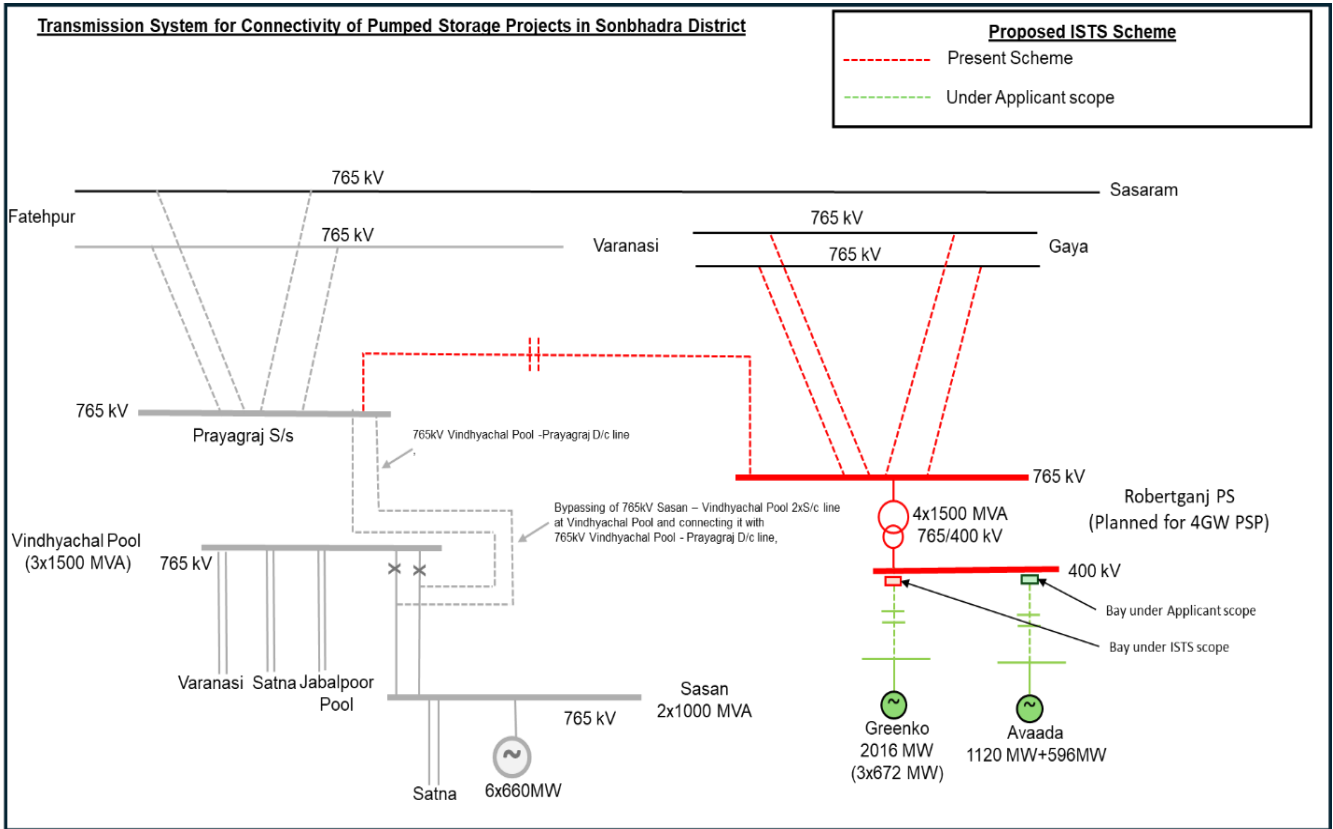 Transmission System for Connectivity of Pumped Storage Projects in Sonbhadra District
Proposed ISTS Scheme
Present Scheme
Under Applicant scope
765 kV
Sasaram
Fatehpur
765 kV
Varanasi
765 kV
Gaya
765 kV
765 kV
Prayagraj S/s
765kV Vindhyachal Pool -Prayagraj D/c line
,
765 kV
Robertganj PS
(Planned for 4GW PSP)
4x1500 MVA
765/400 kV
Bypassing of 765kV Sasan – Vindhyachal Pool 2xS/c line
at Vindhyachal Pool and connecting it with
765kV Vindhyachal Pool - Prayagraj D/c line,
Vindhyachal Pool
(3x1500 MVA)
765 kV
400 kV
Bay under Applicant scope
Bay under ISTS scope
Varanasi
Satna
Jabalpoor
Pool
Sasan
2x1000 MVA
765 kV
Satna
~
6x660MW
~
Greenko
2016 MW
(3x672 MW)
~
Avaada
1120 MW+596MW